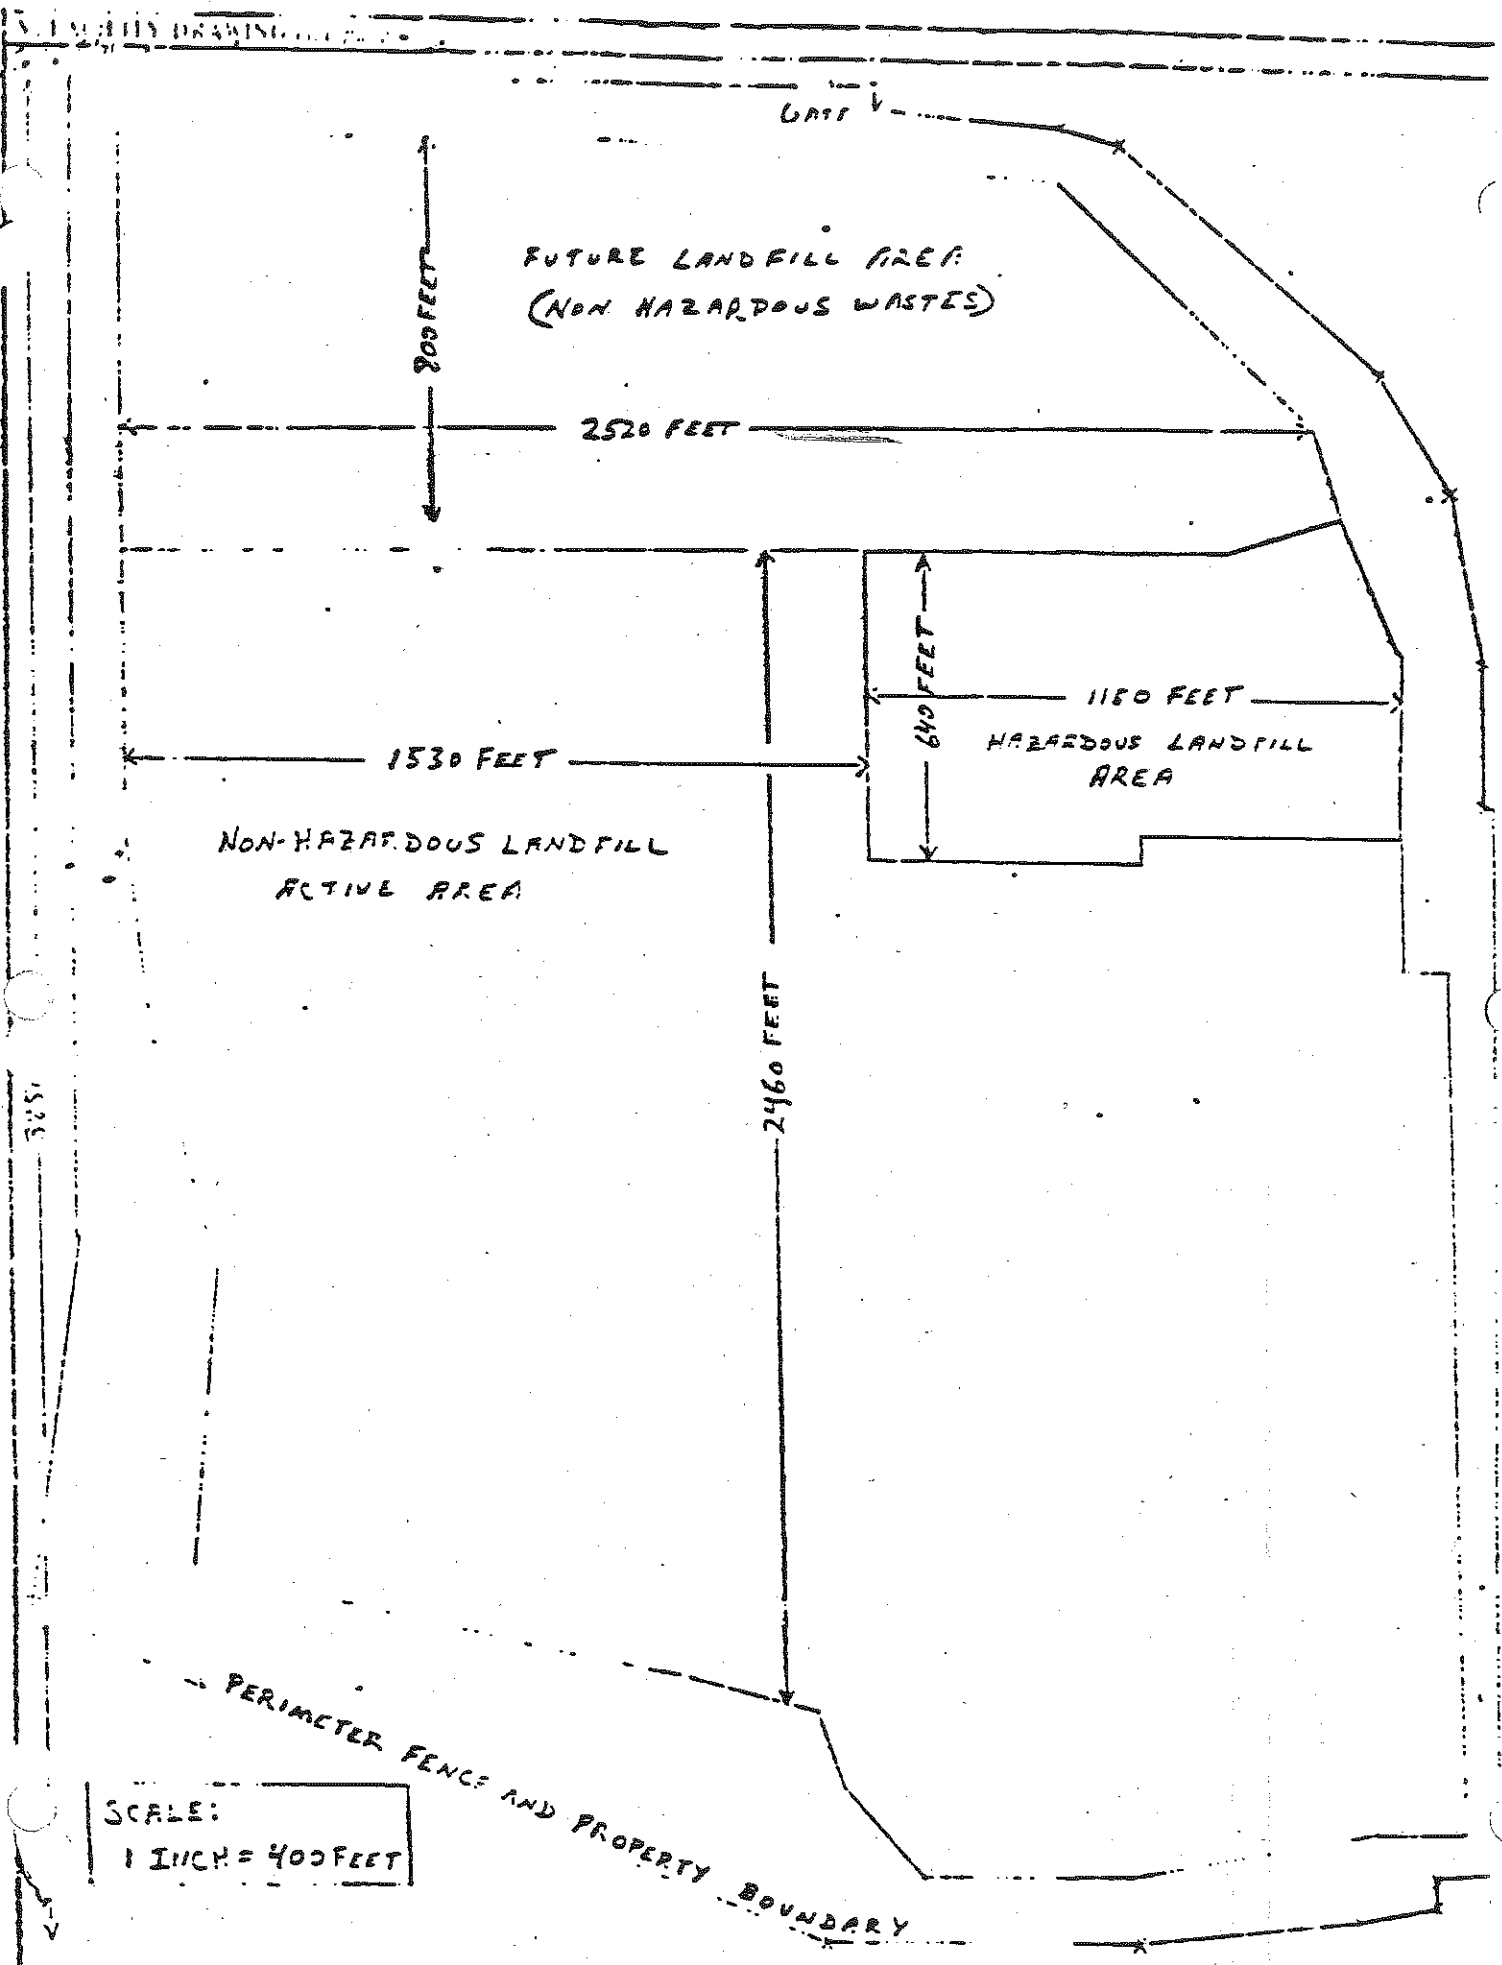 GATE
800 FEET
FUTURE LANDFILL AREA
(NON HAZARDOUS WASTES)
2520 FEET
640 FEET
1180 FEET
HAZARDOUS LANDFILL
AREA
1530 FEET
NON-HAZARDOUS LANDFILL
ACTIVE AREA
2460 FEET
PERIMETER FENCE AND PROPERTY BOUNDARY
SCALE:
1 INCH = 400 FEET